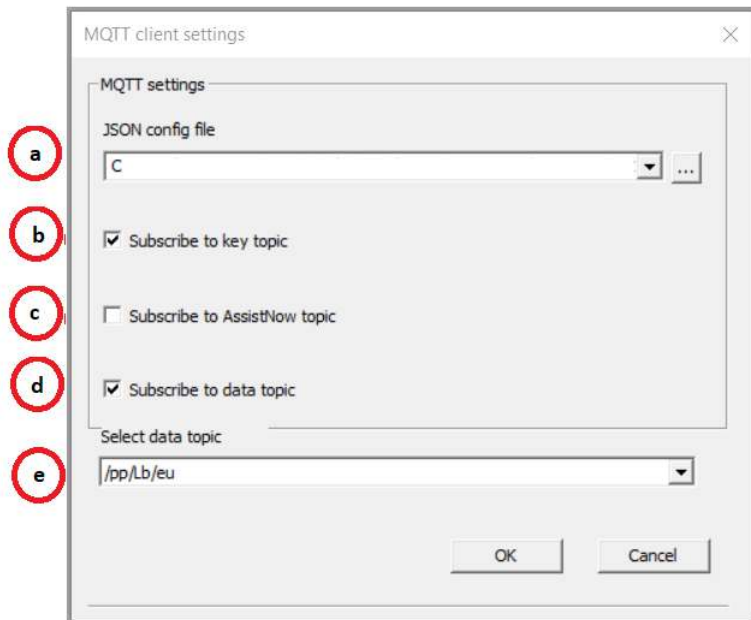 MQTT client settings
MQTT settings
JSON config file
a
C
...
b
Subscribe to key topic
c
Subscribe to AssistNow topic
d
Subscribe to data topic
Select data topic
e
/pp/Lb/eu
OK Cancel